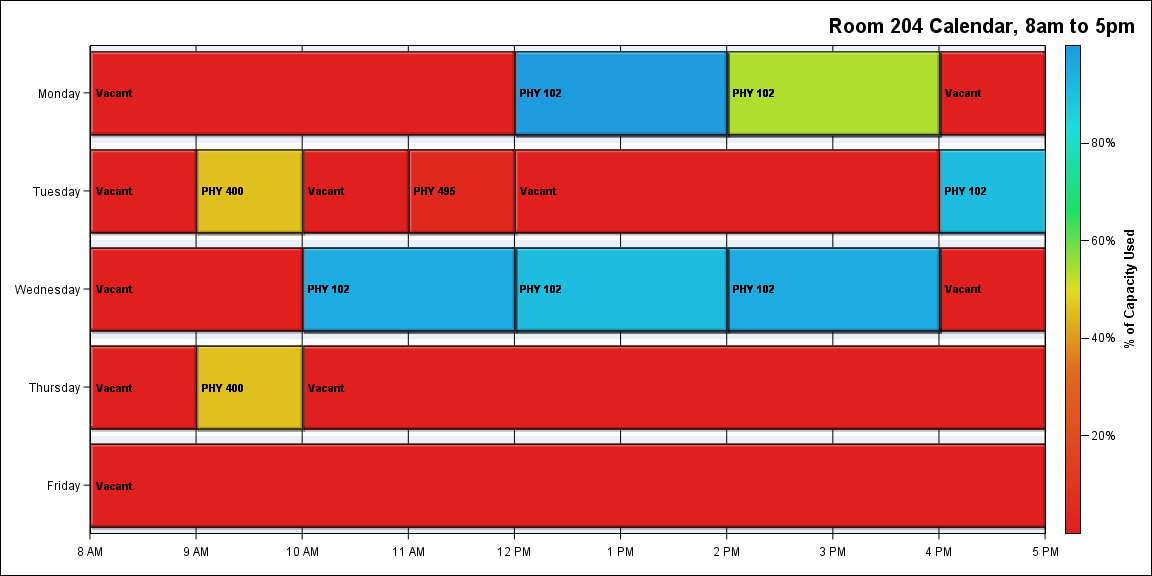 Room 204 Calendar, 8am to 5pm
Monday
Vacant
PHY 102
PHY 102
Vacant
Tuesday
Vacant
PHY 400
Vacant
PHY 495
Vacant
PHY 102
Wednesday
Vacant
PHY 102
PHY 102
PHY 102
Vacant
Thursday
Vacant
PHY 400
Vacant
Friday
Vacant
8 AM
9 AM
10 AM
11 AM
12 PM
1 PM
2 PM
3 PM
4 PM
5 PM
80%
60%
40%
20%
% of Capacity Used